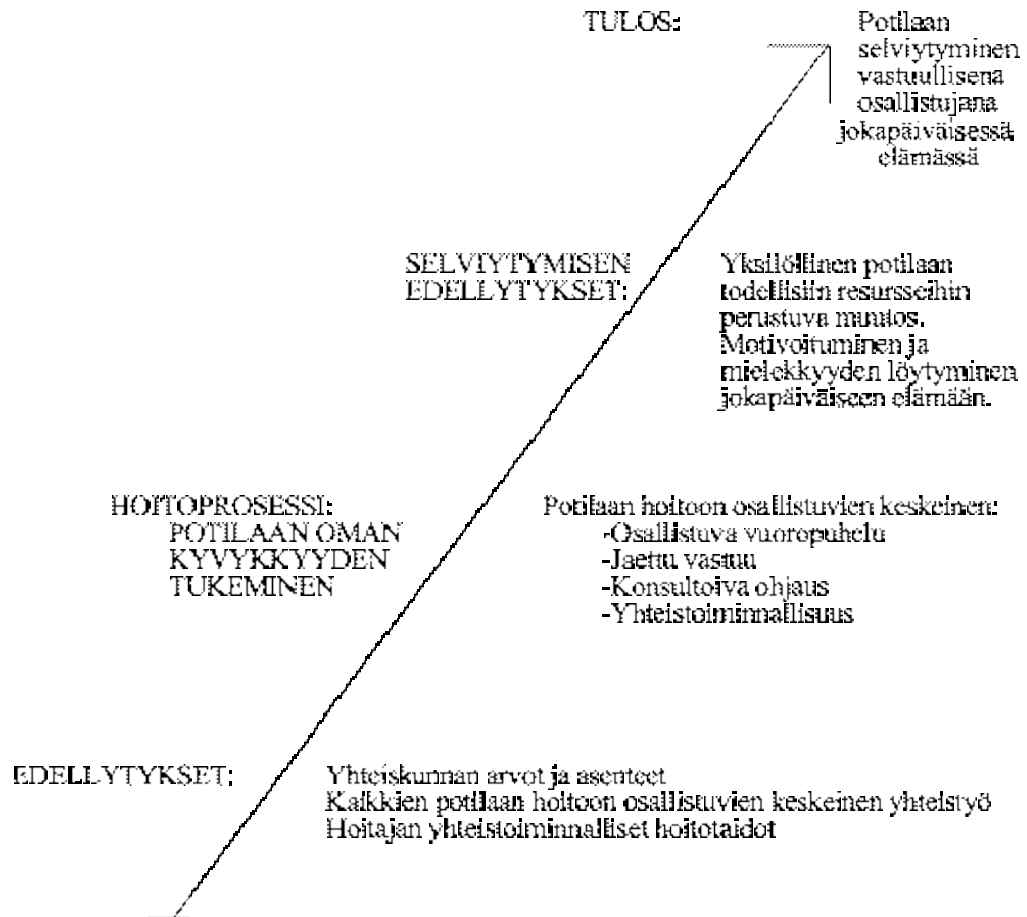 TULOS:
Potilaan
selviytyminen
vastuullisena
osallistujana
jokapäiväisessä
elämässä
SELVIYTYMISEN
EDELLYTYKSET:
Yksilöllinen potilaan
todellisiin resursseihin
perustuva muutos.
Motivoituminen ja
mielekkyyden löytyminen
jokapäiväiseen elämään.
HOITOPROSESSI:
POTILAAN OMAN
KYVYKKYYDEN
TUKEMINEN
Potilaan hoitoon osallistuvien keskeinen:
-Osallistuva vuoropuhelu
-Jaettu vastuu
-Konsultoiva ohjaus
-Yhteistoiminnallisuus
EDELLYTYKSET:
Yhteiskunnan arvot ja asenteet
Kaikkien potilaan hoitoon osallistuvien keskeinen yhteistyö
Hoitajan yhteistoiminnalliset hoitotaidot